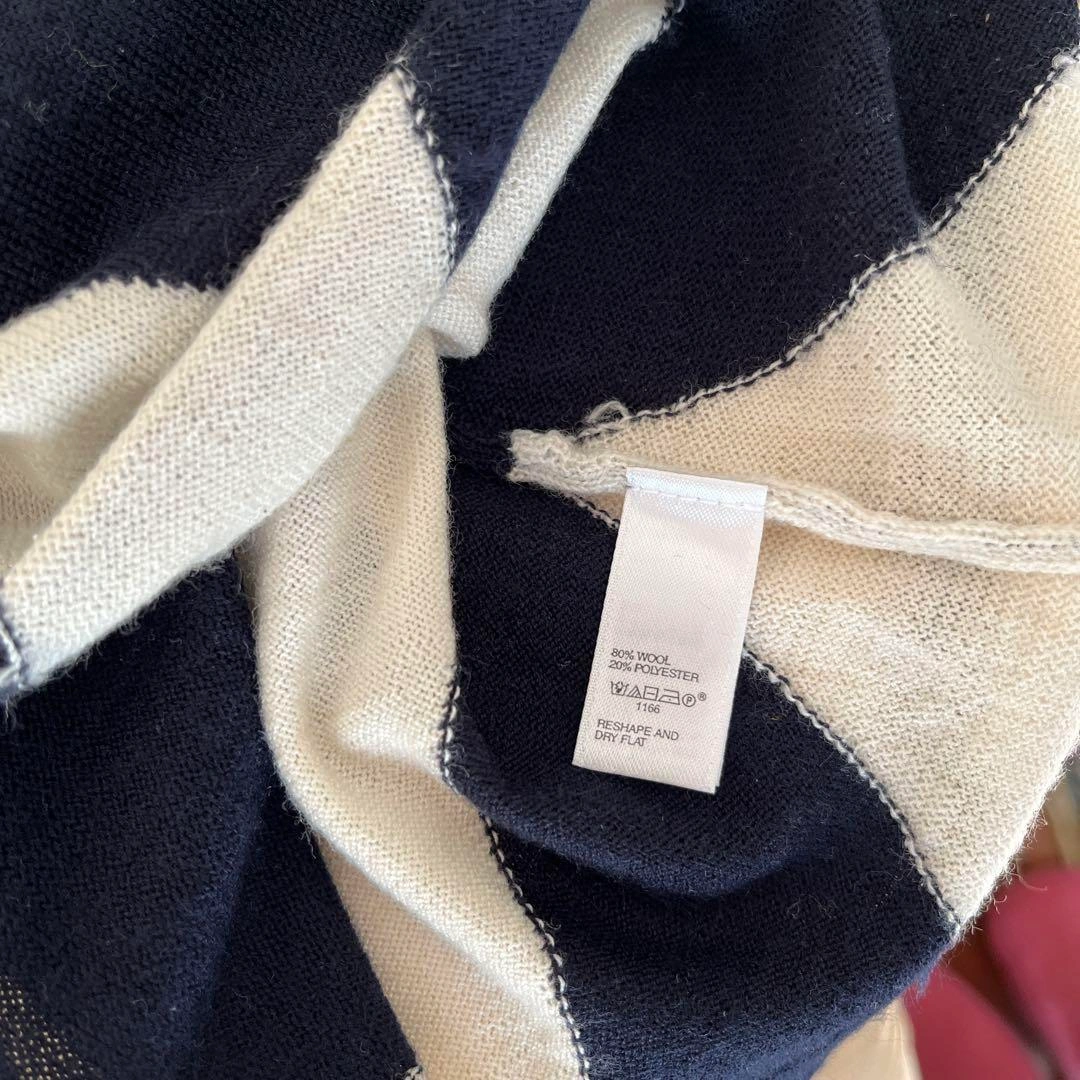 80% WOOL
20% POLYESTER
P®
1166
RESHAPE AND
DRY FLAT